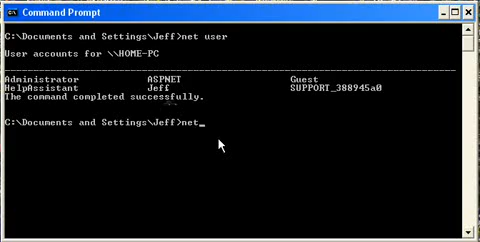 Command Prompt
C:\Documents and Settings\Jeff>net user
User accounts for \\HOME-PC
-------------------------------------------------------------------------------
Administrator ASPNET Guest
HelpAssistant Jeff SUPPORT_388945a0
The command completed successfully.
C:\Documents and Settings\Jeff>net_